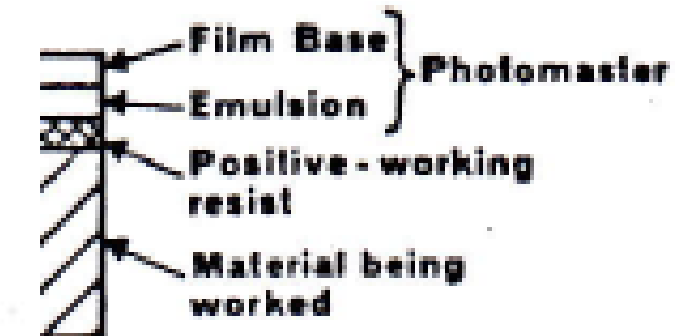 Film Base
Photomaster
Emulsion
Positive-working
resist
Material being
worked